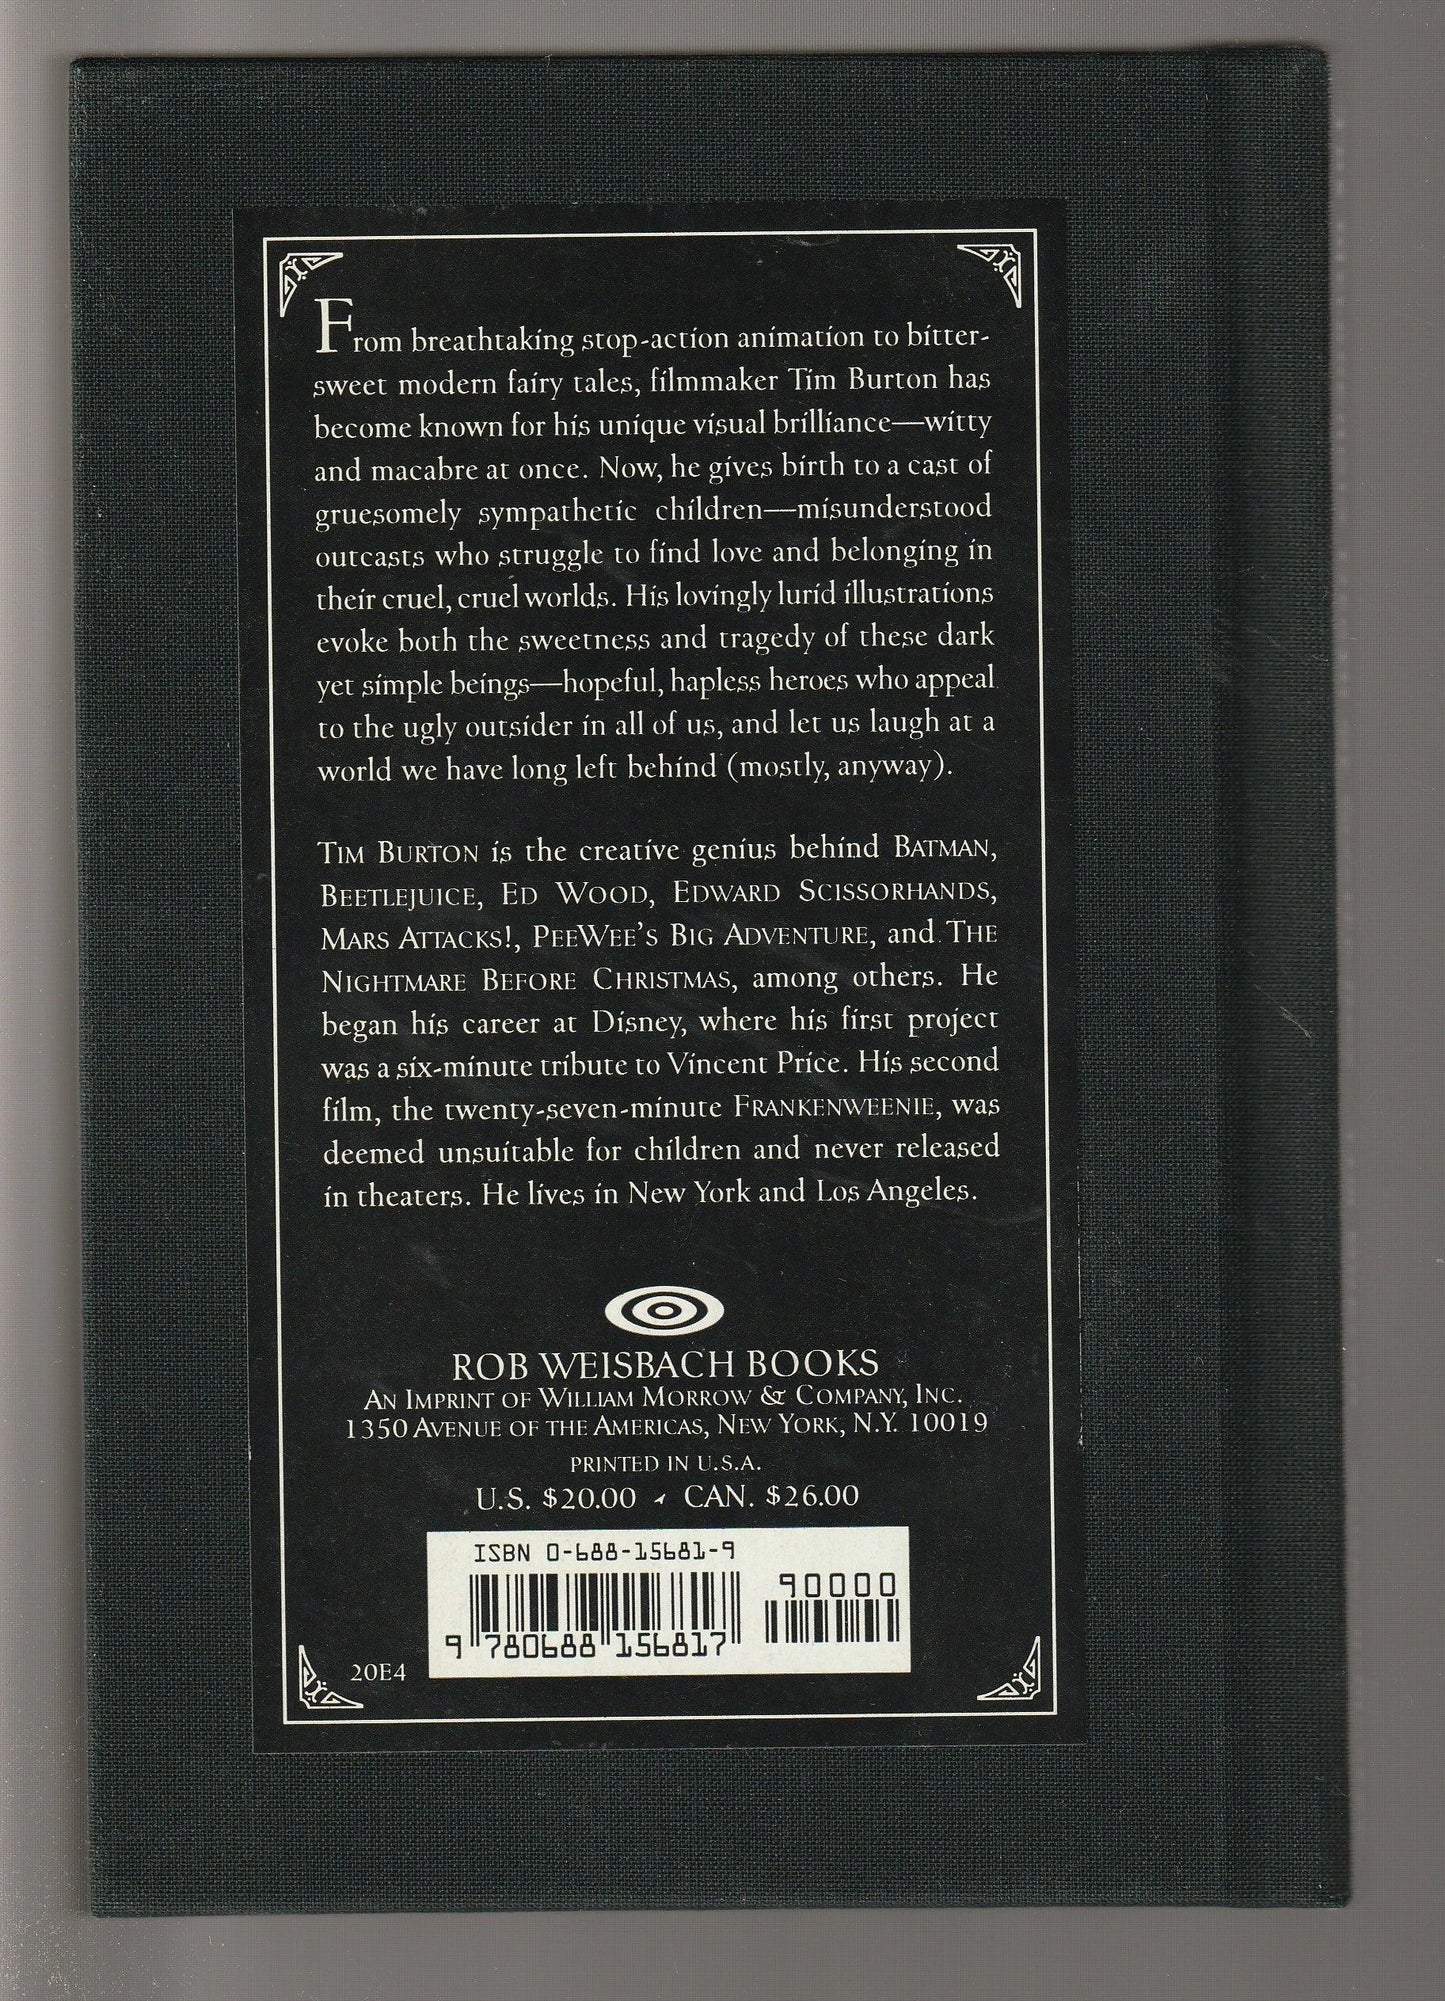 From breathtaking stop-action animation to bitter-
sweet modern fairy tales, filmmaker Tim Burton has
become known for his unique visual brilliance—witty
and macabre at once. Now, he gives birth to a cast of
gruesomely sympathetic children—misunderstood
outcasts who struggle to find love and belonging in
their cruel, cruel worlds. His lovingly lurid illustrations
evoke both the sweetness and tragedy of these dark
yet simple beings—hopeful, hapless heroes who appeal
to the ugly outsider in all of us, and let us laugh at a
world we have long left behind (mostly, anyway).
TIM BURTON is the creative genius behind BATMAN,
BEETLEJUICE, ED WOOD, EDWARD SCISSORHANDS,
MARS ATTACKS!, PEEWEE'S BIG ADVENTURE, and THE
NIGHTMARE BEFORE CHRISTMAS, among others. He
began his career at Disney, where his first project
was a six-minute tribute to Vincent Price. His second
film, the twenty-seven-minute FRANKENWEENIE, was
deemed unsuitable for children and never released
in theaters. He lives in New York and Los Angeles.
ROB WEISBACH BOOKS
AN IMPRINT OF WILLIAM MORROW & COMPANY, INC.
1350 AVENUE OF THE AMERICAS, NEW YORK, N.Y. 10019
PRINTED IN U.S.A.
U.S. $20.00 CAN. $26.00
ISBN 0-688-15681-9
90000
9 780688 156817
20E4